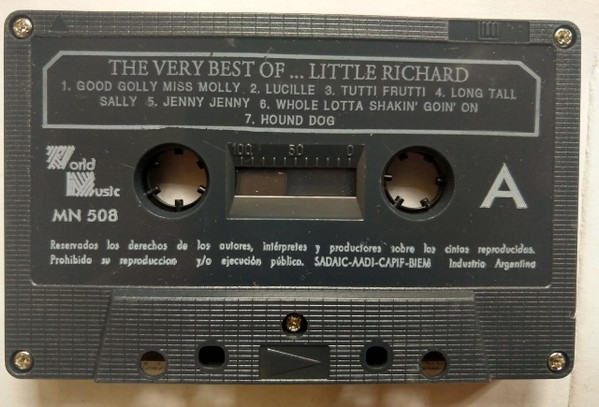 THE VERY BEST OF ... LITTLE RICHARD
1. GOOD GOLLY MISS MOLLY 2. LUCILLE 3. TUTTI FRUTTI 4. LONG TALL
SALLY 5. JENNY JENNY 6. WHOLE LOTTA SHAKIN' GOIN' ON
7. HOUND DOG
100 50 0
World
Music
A
MN 508
Reservados los derechos de los autores, intérpretes y productores sobre las cintas reproducidas.
Prohibida su reproduccion y/o ejecución pública. SADAIC-AADI-CAPIF-BIEM Industria Argentina